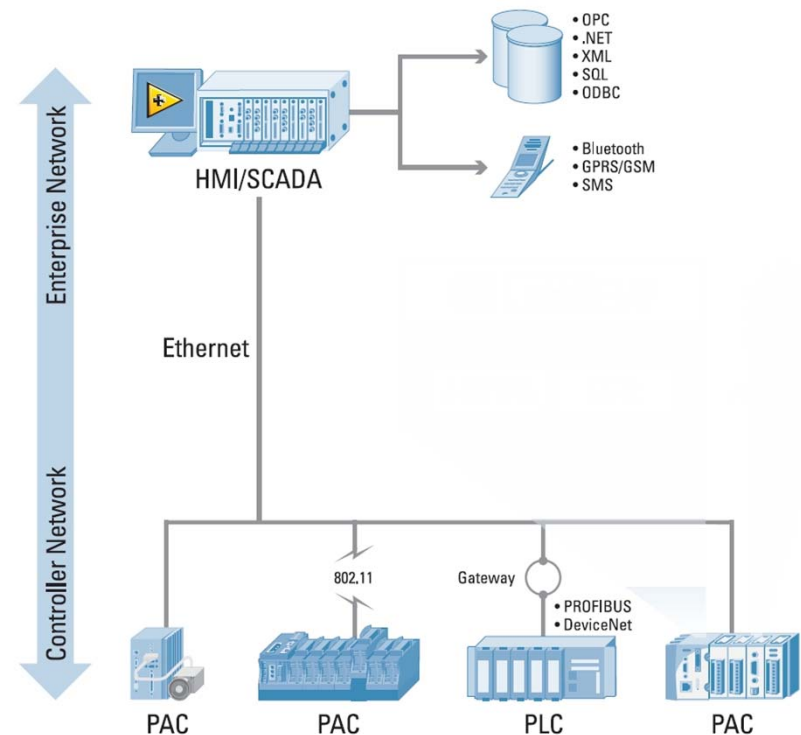 • OPC
• .NET
• XML
• SQL
• ODBC
• Bluetooth
• GPRS/GSM
• SMS
HMI/SCADA
Enterprise Network
Ethernet
Controller Network
802.11
Gateway
• PROFIBUS
• DeviceNet
PAC
PAC
PLC
PAC